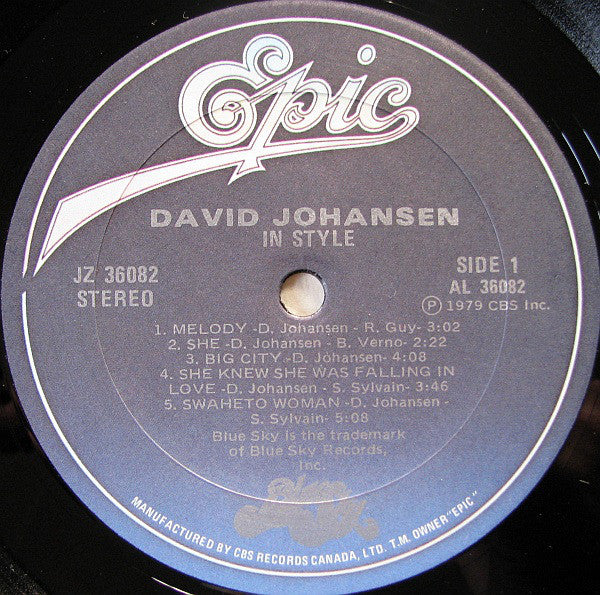 Epic
DAVID JOHANSEN
IN STYLE
JZ 36082
STEREO
SIDE 1
AL 36082
Ⓟ 1979 CBS Inc.
1. MELODY -D. Johansen - R. Guy- 3:02
2. SHE -D. Johansen - B. Verno- 2:22
3. BIG CITY -D. Johansen- 4:08
4. SHE KNEW SHE WAS FALLING IN
LOVE -D. Johansen - S. Sylvain- 3:46
5. SWAHETO WOMAN -D. Johansen -
S. Sylvain- 5:08
Blue Sky is the trademark
of Blue Sky Records,
Inc.
Blue Sky
MANUFACTURED BY CBS RECORDS CANADA, LTD. T.M. OWNER "EPIC"